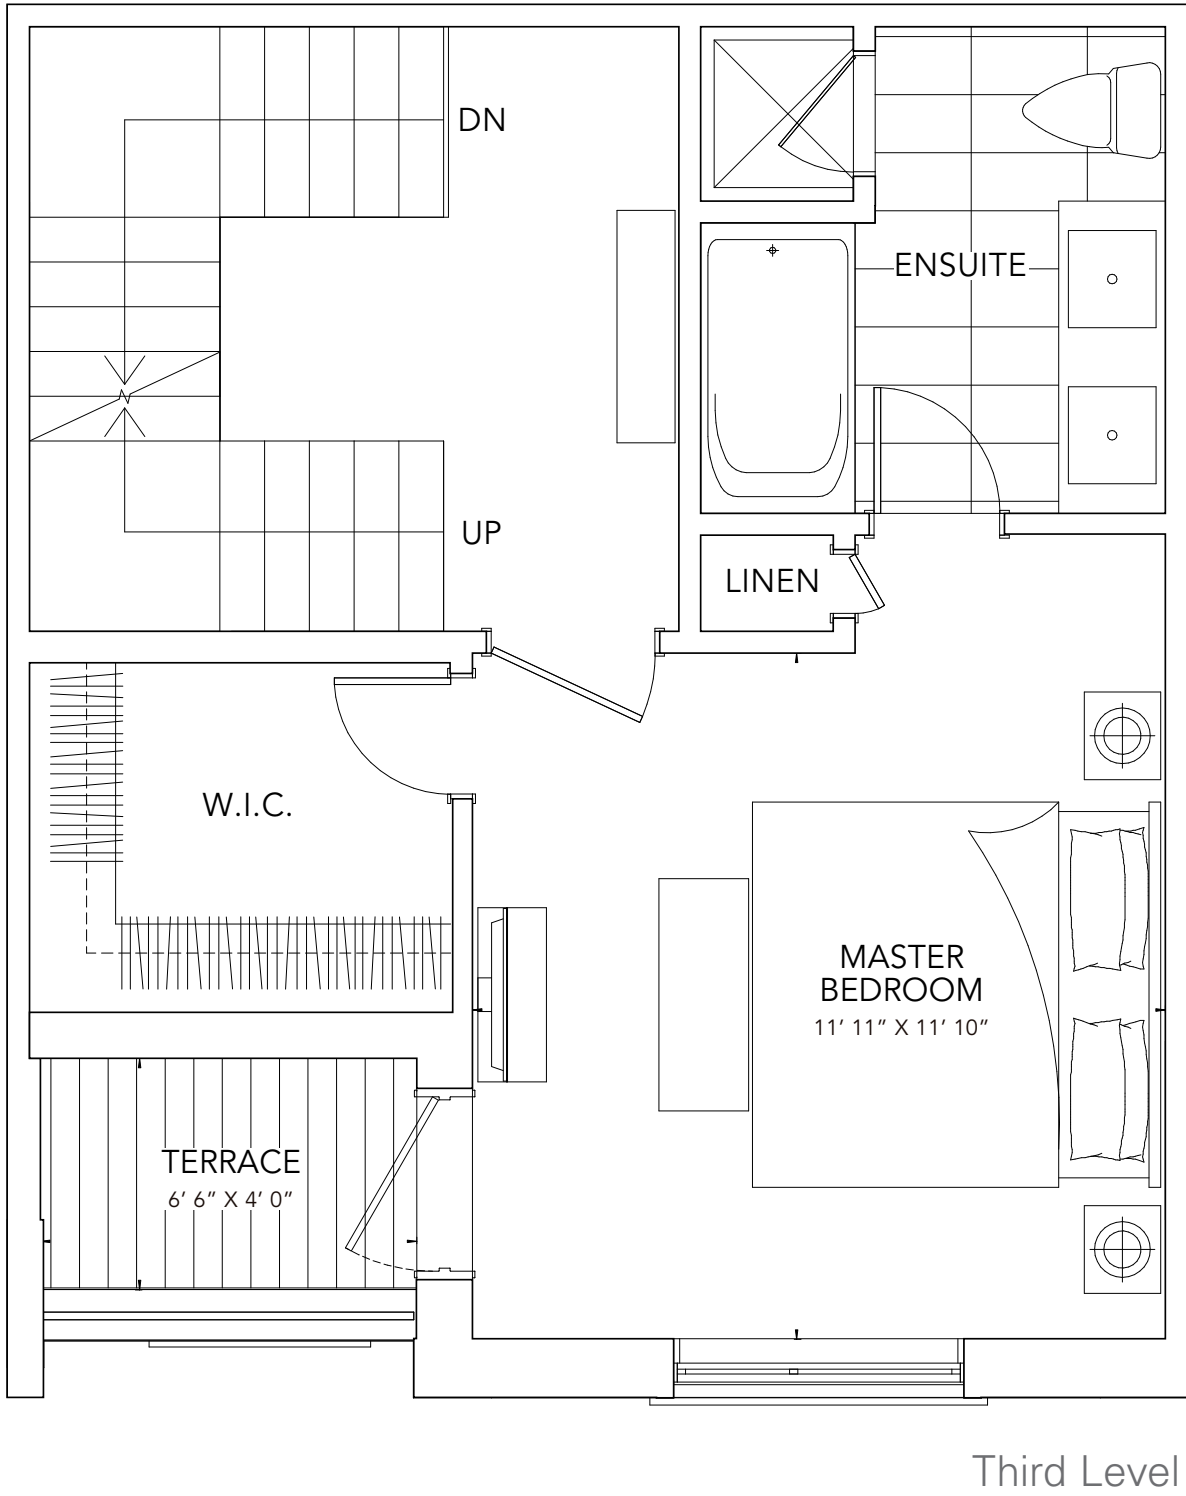 DN
ENSUITE
UP
LINEN
W.I.C.
MASTER
BEDROOM
11’ 11” X 11’ 10”
TERRACE
6’ 6” X 4’ 0”
Third Level